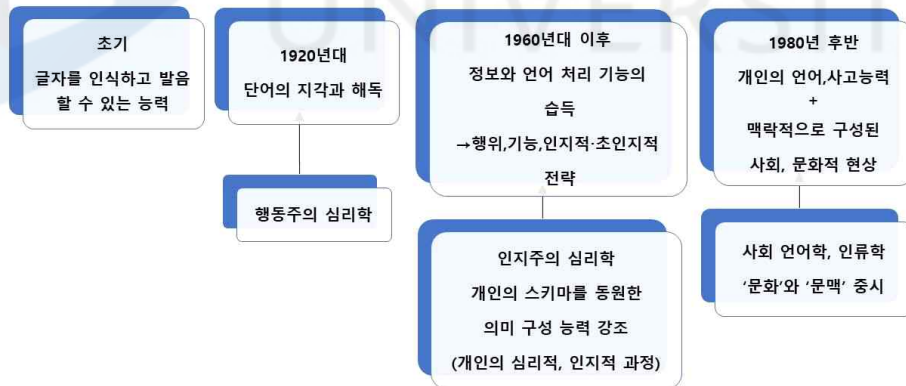 UNIVERSIT
초기
글자를 인식하고 발음
할 수 있는 능력
1920년대
단어의 지각과 해독
행동주의 심리학
1960년대 이후
정보와 언어 처리 기능의
습득
→행위,기능,인지적·초인지적
전략
인지주의 심리학
개인의 스키마를 동원한
의미 구성 능력 강조
(개인의 심리적, 인지적 과정)
1980년 후반
개인의 언어,사고능력
+
맥락적으로 구성된
사회, 문화적 현상
사회 언어학, 인류학
‘문화’와 ‘문맥’ 중시